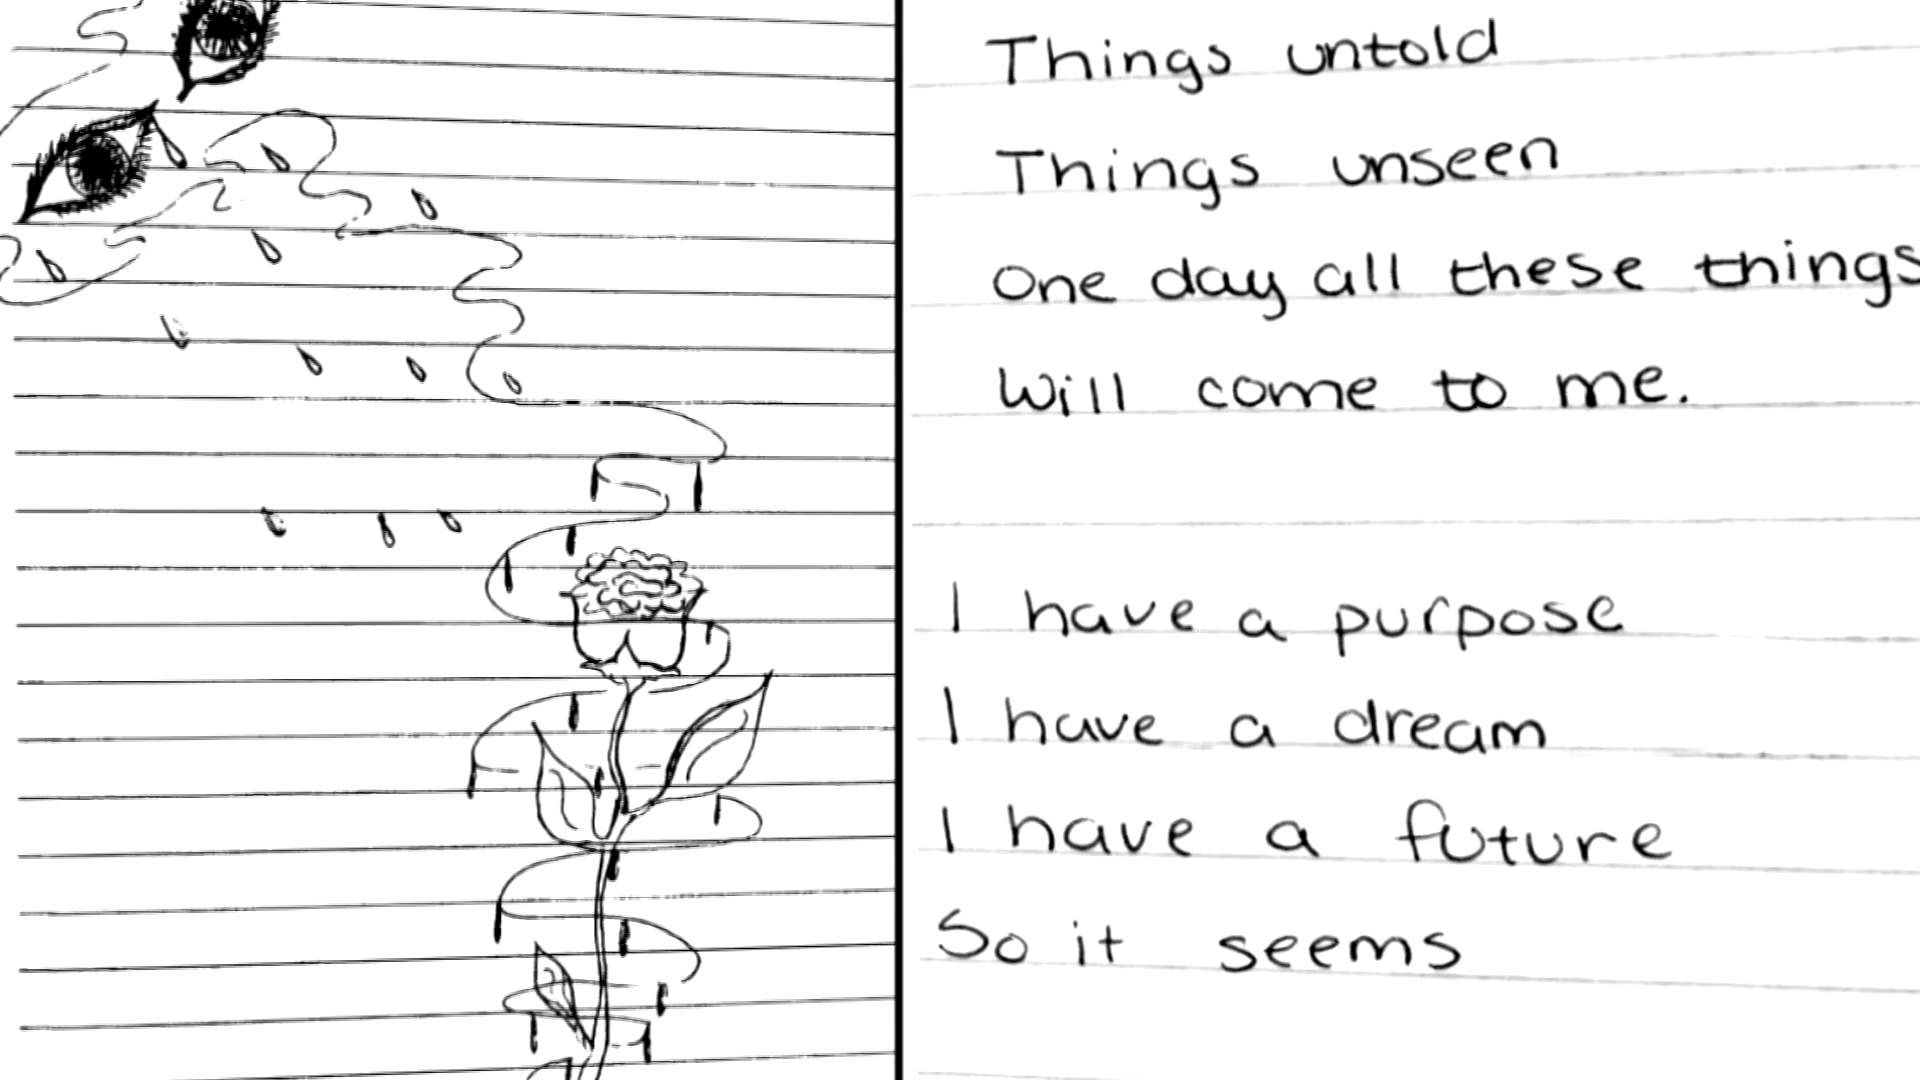 Things untold
Things unseen
One day all these things
Will come to me.
I have a purpose
I have a dream
I have a future
So it seems